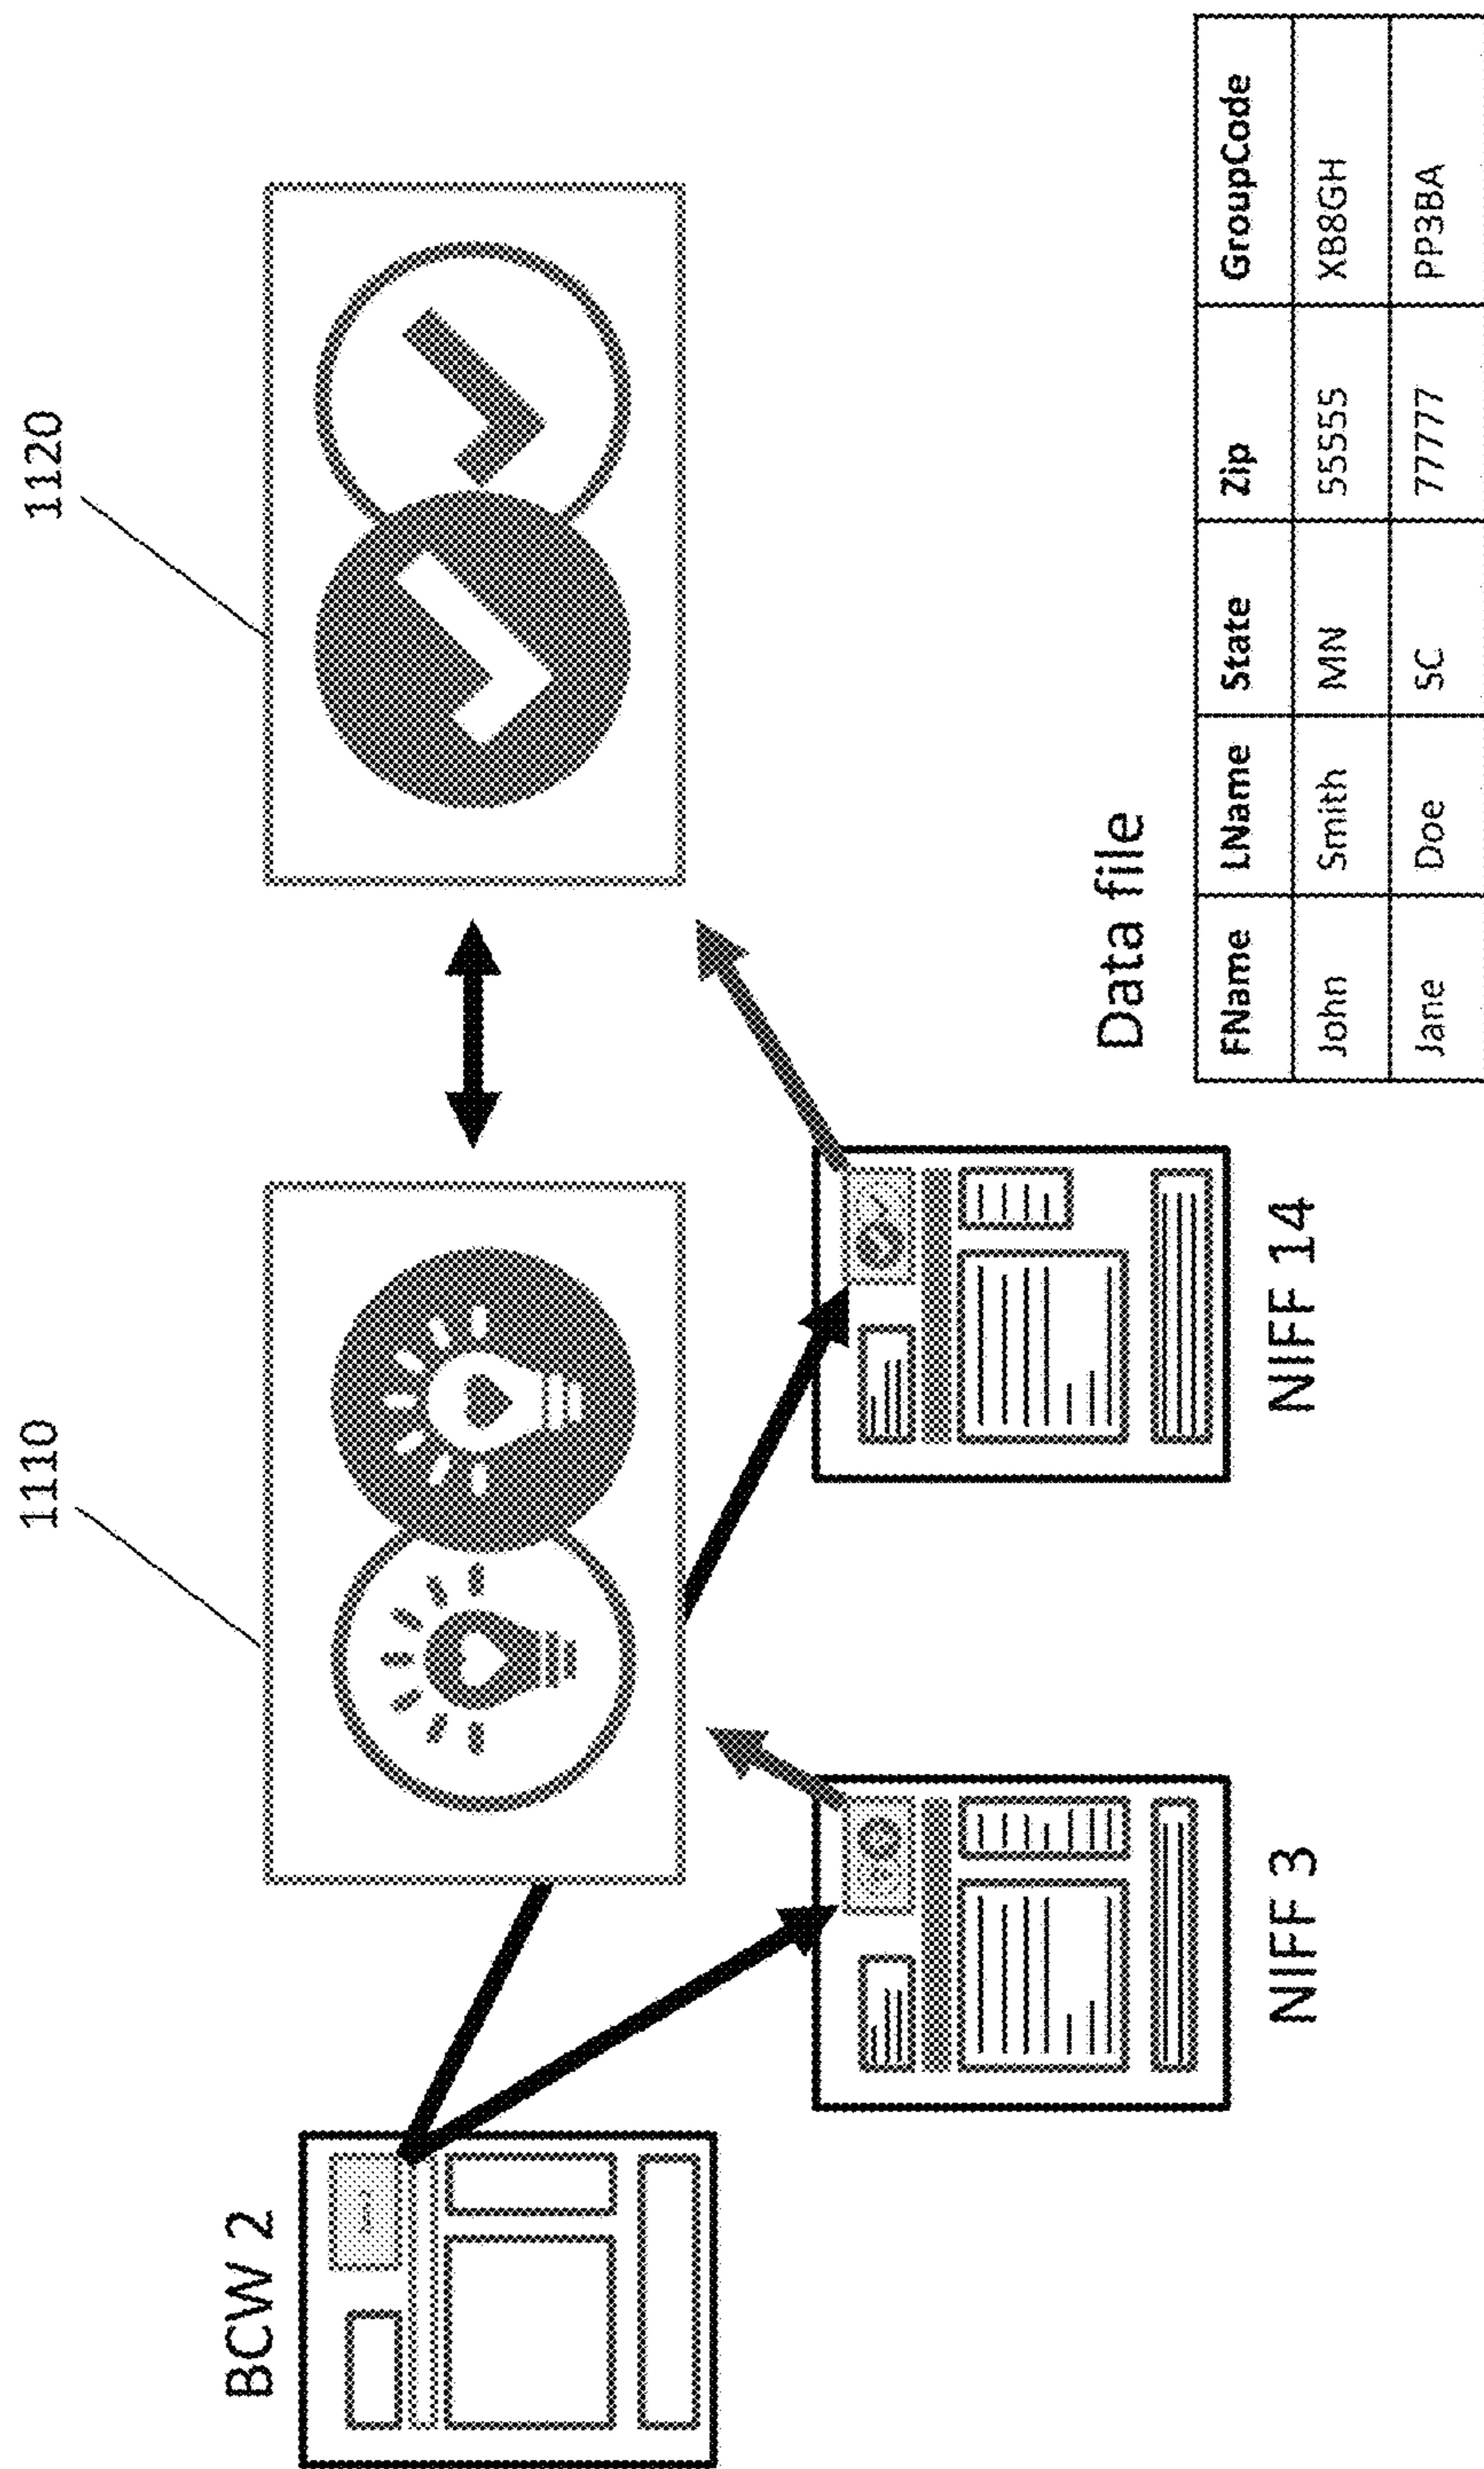 1110
1120
BCW 2
NIFF 3
NIFF 14
Data file
FName LName State Zip GroupCode
John Smith MN 55555 XB8GH
Jane Doe SC 77777 PP3BA